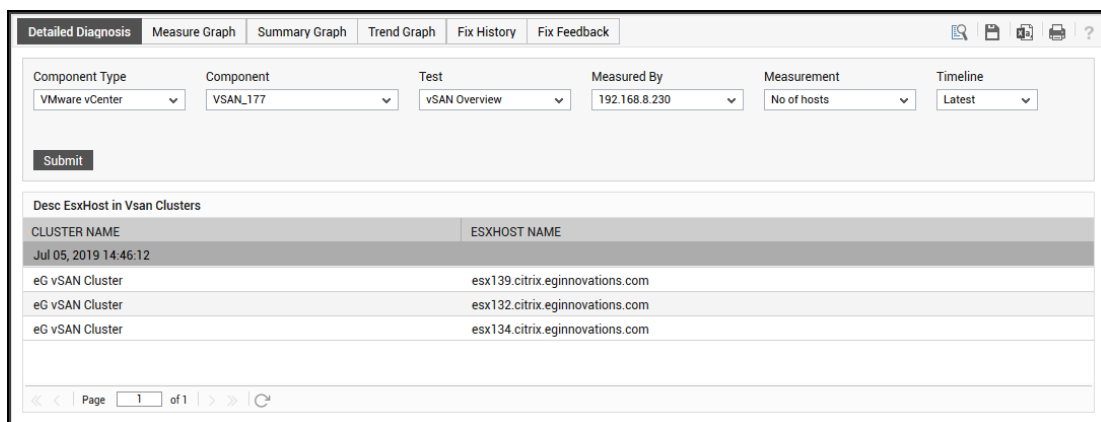 Detailed Diagnosis Measure Graph Summary Graph Trend Graph Fix History Fix Feedback ?
Component Type Component Test Measured By Measurement Timeline
VMware vCenter VSAN_177 vSAN Overview 192.168.8.230 No of hosts Latest
Submit
Desc EsxHost in Vsan Clusters
CLUSTER NAME ESXHOST NAME
Jul 05, 2019 14:46:12
eG vSAN Cluster esx139.citrix.eginnovations.com
eG vSAN Cluster esx132.citrix.eginnovations.com
eG vSAN Cluster esx134.citrix.eginnovations.com
Page 1 of 1